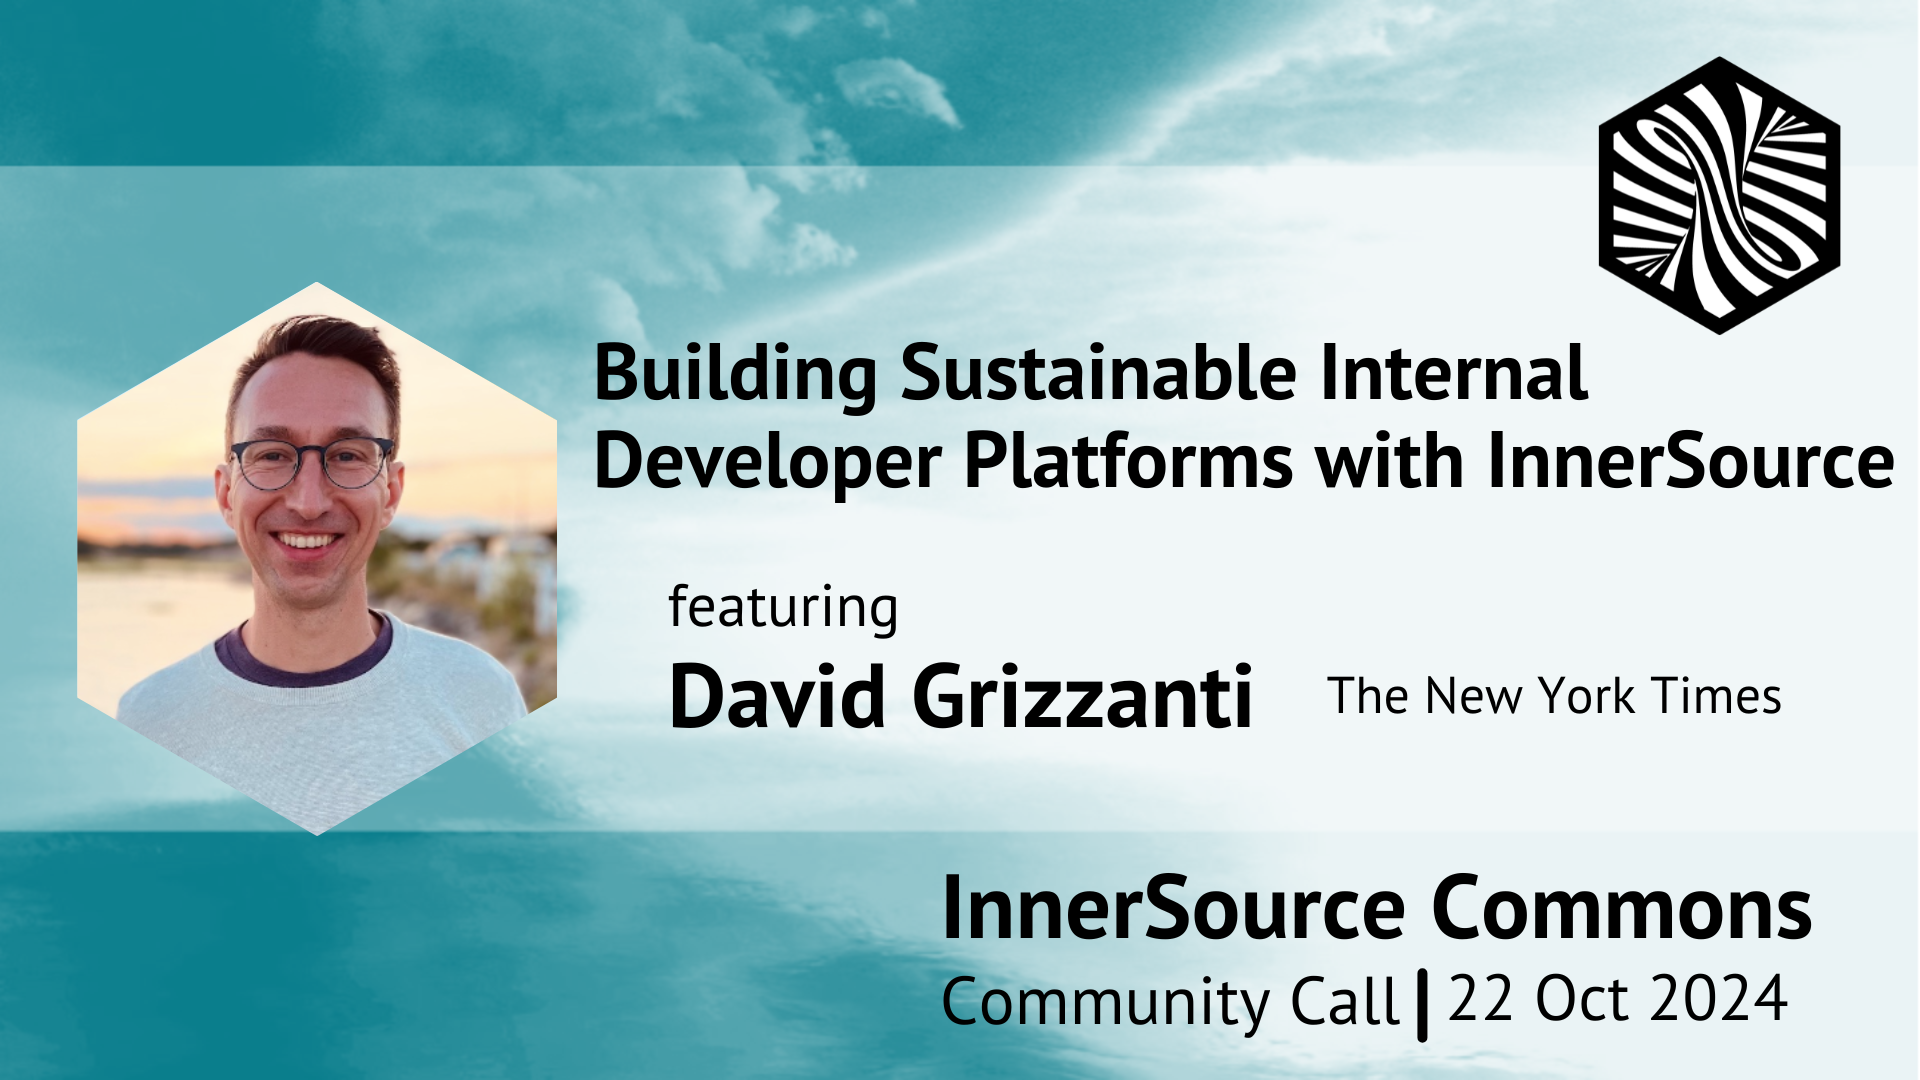 Building Sustainable Internal
Developer Platforms with InnerSource
featuring
David Grizzanti
The New York Times
InnerSource Commons
Community Call | 22 Oct 2024